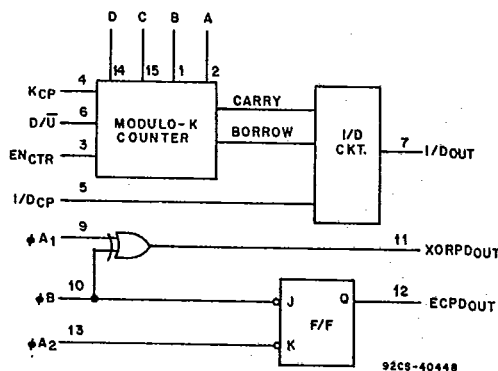 D C B A
14 15 1 2
KCP 4
D/U̅ 6
ENCTR 3
MODULO-K
COUNTER
CARRY
BORROW
I/D
CKT.
7 I/DOUT
I/DCP 5
ϕA1 9
11 XORPDOUT
ϕB 10
J Q
F/F
K
12 ECPDOUT
ϕA2 13
92CS-40448